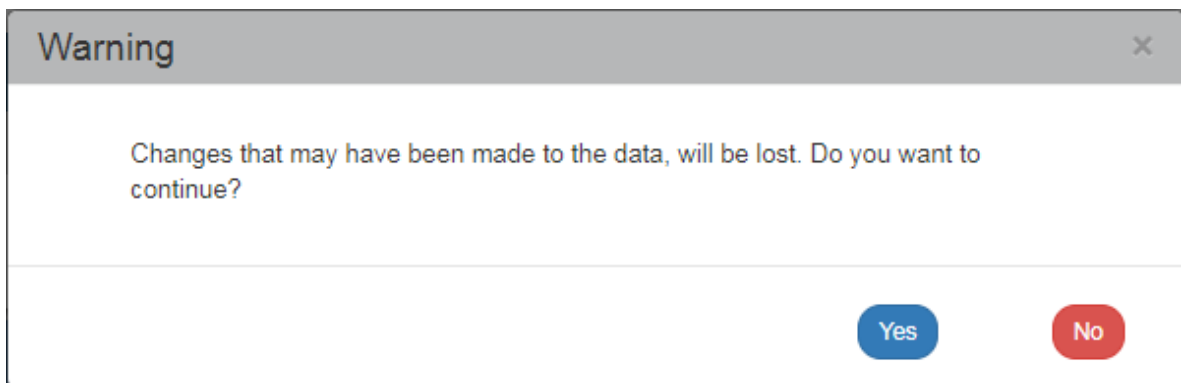 Warning
×
Changes that may have been made to the data, will be lost. Do you want to
continue?
Yes No